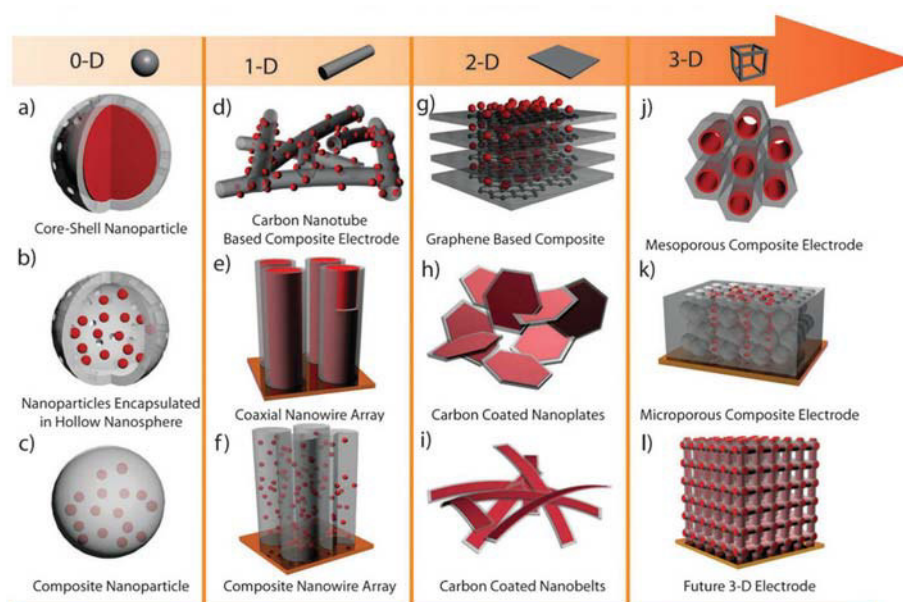 0-D
1-D
2-D
3-D
a)
Core-Shell Nanoparticle
b)
Nanoparticles Encapsulated
in Hollow Nanosphere
c)
Composite Nanoparticle
d)
Carbon Nanotube
Based Composite Electrode
e)
Coaxial Nanowire Array
f)
Composite Nanowire Array
g)
Graphene Based Composite
h)
Carbon Coated Nanoplates
i)
Carbon Coated Nanobelts
j)
Mesoporous Composite Electrode
k)
Microporous Composite Electrode
l)
Future 3-D Electrode